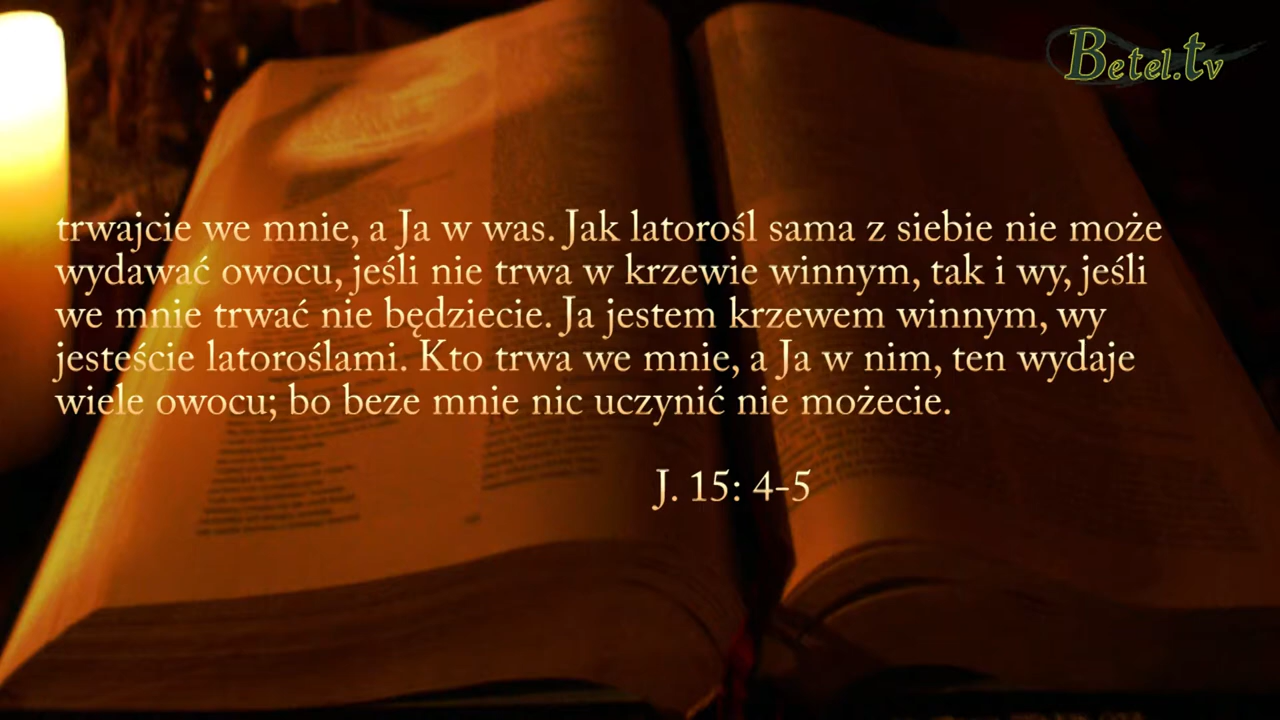 Betel.tv
trwajcie we mnie, a Ja w was. Jak latorośl sama z siebie nie może
wydawać owocu, jeśli nie trwa w krzewie winnym, tak i wy, jeśli
we mnie trwać nie będziecie. Ja jestem krzewem winnym, wy
jesteście latoroślami. Kto trwa we mnie, a Ja w nim, ten wydaje
wiele owocu; bo beze mnie nic uczynić nie możecie.
J. 15: 4-5